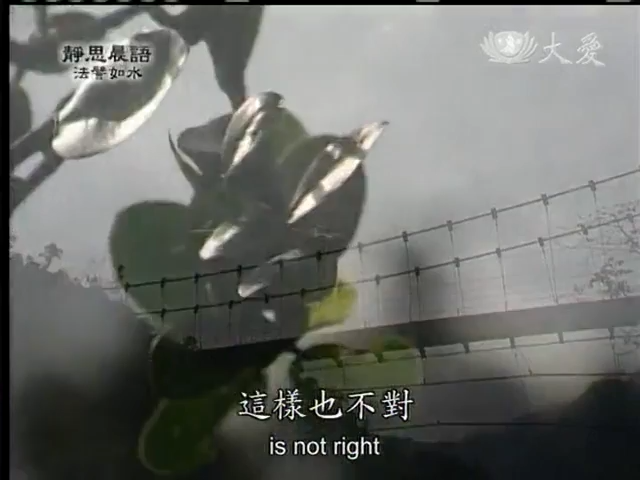 靜思晨語
法譬如水
大愛
這樣也不對
is not right